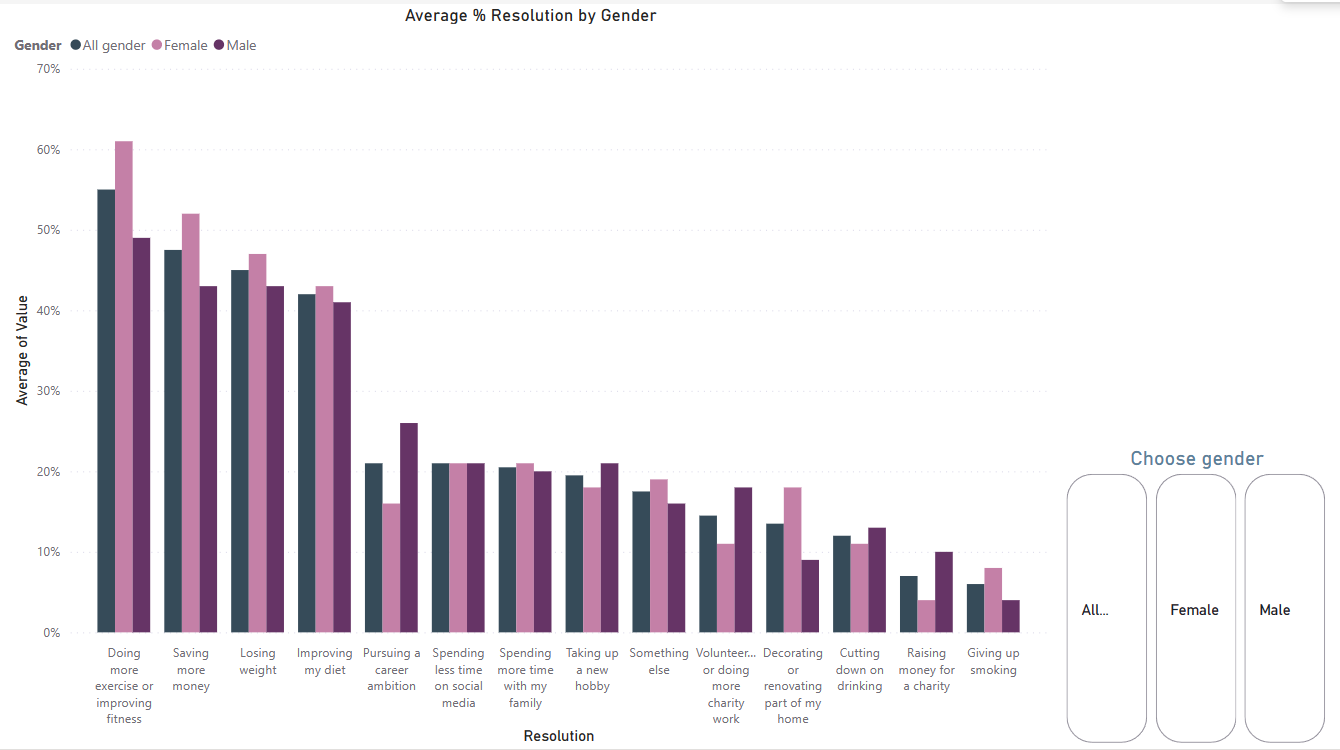 Average % Resolution by Gender
Gender All gender Female Male
70%
60%
50%
40%
30%
20%
10%
0%
Average of Value
Doing
more
exercise or
improving
fitness
Saving
more
money
Losing
weight
Improving
my diet
Pursuing a
career
ambition
Spending
less time
on social
media
Spending
more time
with my
family
Taking up
a new
hobby
Something
else
Volunteer...
or doing
more
charity
work
Decorating
or
renovating
part of my
home
Cutting
down on
drinking
Raising
money for
a charity
Giving up
smoking
Resolution
Choose gender
All...
Female
Male